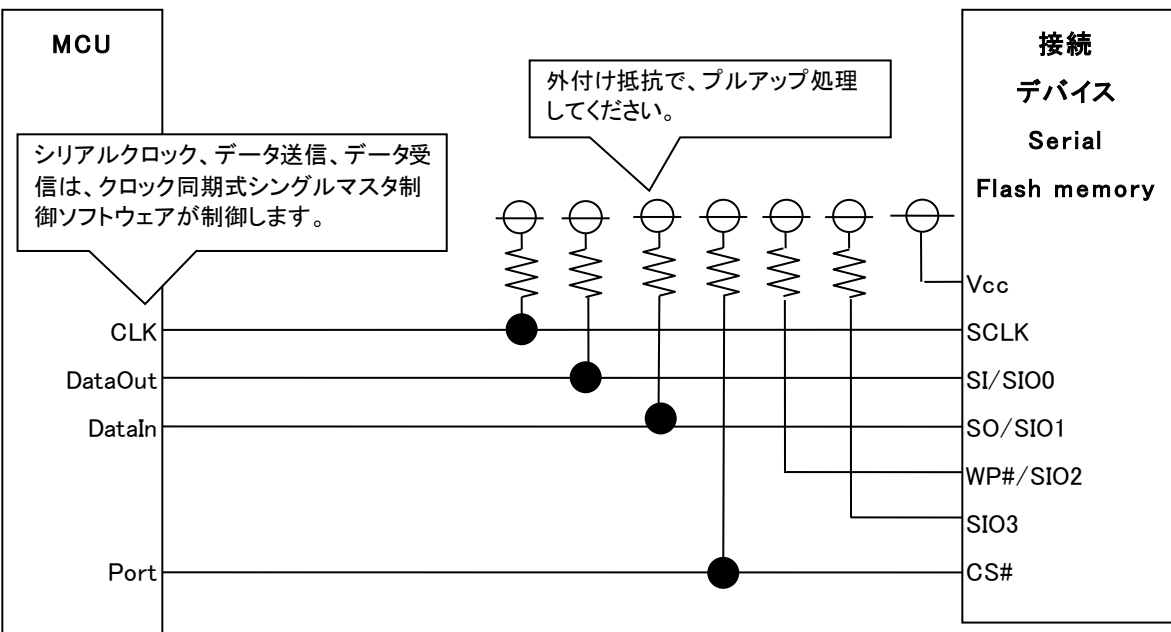 MCU
接続
デバイス
Serial
Flash memory
外付け抵抗で、プルアップ処理
してください。
シリアルクロック、データ送信、データ受
信は、クロック同期式シングルマスタ制
御ソフトウェアが制御します。
Vcc
CLK
SCLK
DataOut
SI/SIO0
DataIn
SO/SIO1
WP#/SIO2
SIO3
Port
CS#